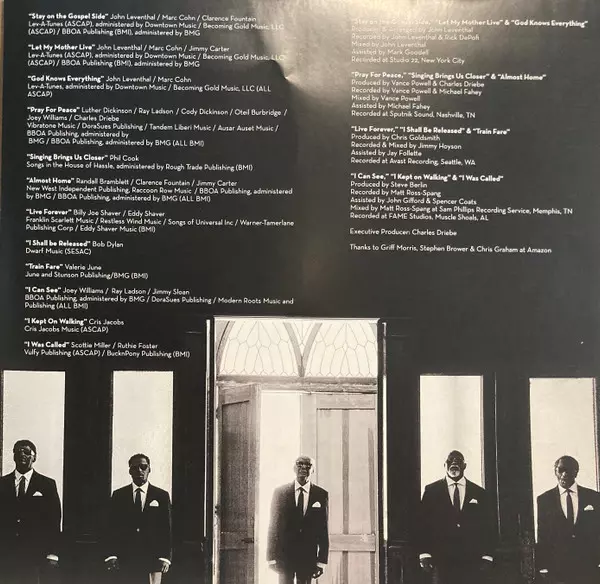 "Stay on the Gospel Side" John Leventhal / Marc Cohn / Clarence Fountain
Lev-A-Tunes (ASCAP), administered by Downtown Music / Becoming Gold Music, LLC
(ASCAP) / BBOA Publishing (BMI), administered by BMG
"Let My Mother Live" John Leventhal / Marc Cohn / Jimmy Carter
Lev-A-Tunes (ASCAP), administered by Downtown Music / Becoming Gold Music, LLC
(ASCAP) / BBOA Publishing (BMI), administered by BMG
"God Knows Everything" John Leventhal / Marc Cohn
Lev-A-Tunes, administered by Downtown Music / Becoming Gold Music, LLC (ALL
ASCAP)
"Pray For Peace" Luther Dickinson / Ray Ladson / Cody Dickinson / Oteil Burbridge /
Joey Williams / Charles Driebe
Vibratone Music / DoraSues Publishing / Tandem Liberi Music / Ausar Auset Music /
BBOA Publishing, administered by
BMG / BBOA Publishing, administered by BMG (ALL BMI)
"Singing Brings Us Closer" Phil Cook
Songs in the House of Hassle, administered by Rough Trade Publishing (BMI)
"Almost Home" Randall Bramblett / Clarence Fountain / Jimmy Carter
New West Independent Publishing, Raccoon Row Music / BBOA Publishing, administered
by BMG / BBOA Publishing, administered by BMG (ALL BMI)
"Live Forever" Billy Joe Shaver / Eddy Shaver
Franklin Scarlett Music / Restless Wind Music / Songs of Universal Inc / Warner-Tamerlane
Publishing Corp / Eddy Shaver Music (BMI)
"I Shall be Released" Bob Dylan
Dwarf Music (SESAC)
"Train Fare" Valerie June
June and Stunson Publishing/BMG (BMI)
"I Can See" Joey Williams / Ray Ladson / Jimmy Sloan
BBOA Publishing, administered by BMG / DoraSues Publishing / Modern Roots Music and
Publishing (ALL BMI)
"I Kept On Walking" Cris Jacobs
Cris Jacobs Music (ASCAP)
"I Was Called" Scottie Miller / Ruthie Foster
Vulfy Publishing (ASCAP) / BucknPony Publishing (BMI)
"Stay on the Gospel Side," "Let My Mother Live" & "God Knows Everything"
Produced & arranged by John Leventhal
Recorded by John Leventhal & Rick DePofi
Mixed by John Leventhal
Assisted by Mark Goodell
Recorded at Studio 22, New York City
"Pray For Peace," "Singing Brings Us Closer" & "Almost Home"
Produced by Vance Powell & Charles Driebe
Recorded by Vance Powell & Michael Fahey
Mixed by Vance Powell
Assisted by Michael Fahey
Recorded at Sputnik Sound, Nashville, TN
"Live Forever," "I Shall be Released" & "Train Fare"
Produced by Chris Goldsmith
Recorded & Mixed by Jimmy Hoyson
Assisted by Jay Follette
Recorded at Avast Recording, Seattle, WA
"I Can See," "I Kept on Walking" & "I Was Called"
Produced by Steve Berlin
Recorded by Matt Ross-Spang
Assisted by John Gifford & Spencer Coats
Mixed by Matt Ross-Spang at Sam Phillips Recording Service, Memphis, TN
Recorded at FAME Studios, Muscle Shoals, AL
Executive Producer: Charles Driebe
Thanks to Griff Morris, Stephen Brower & Chris Graham at Amazon